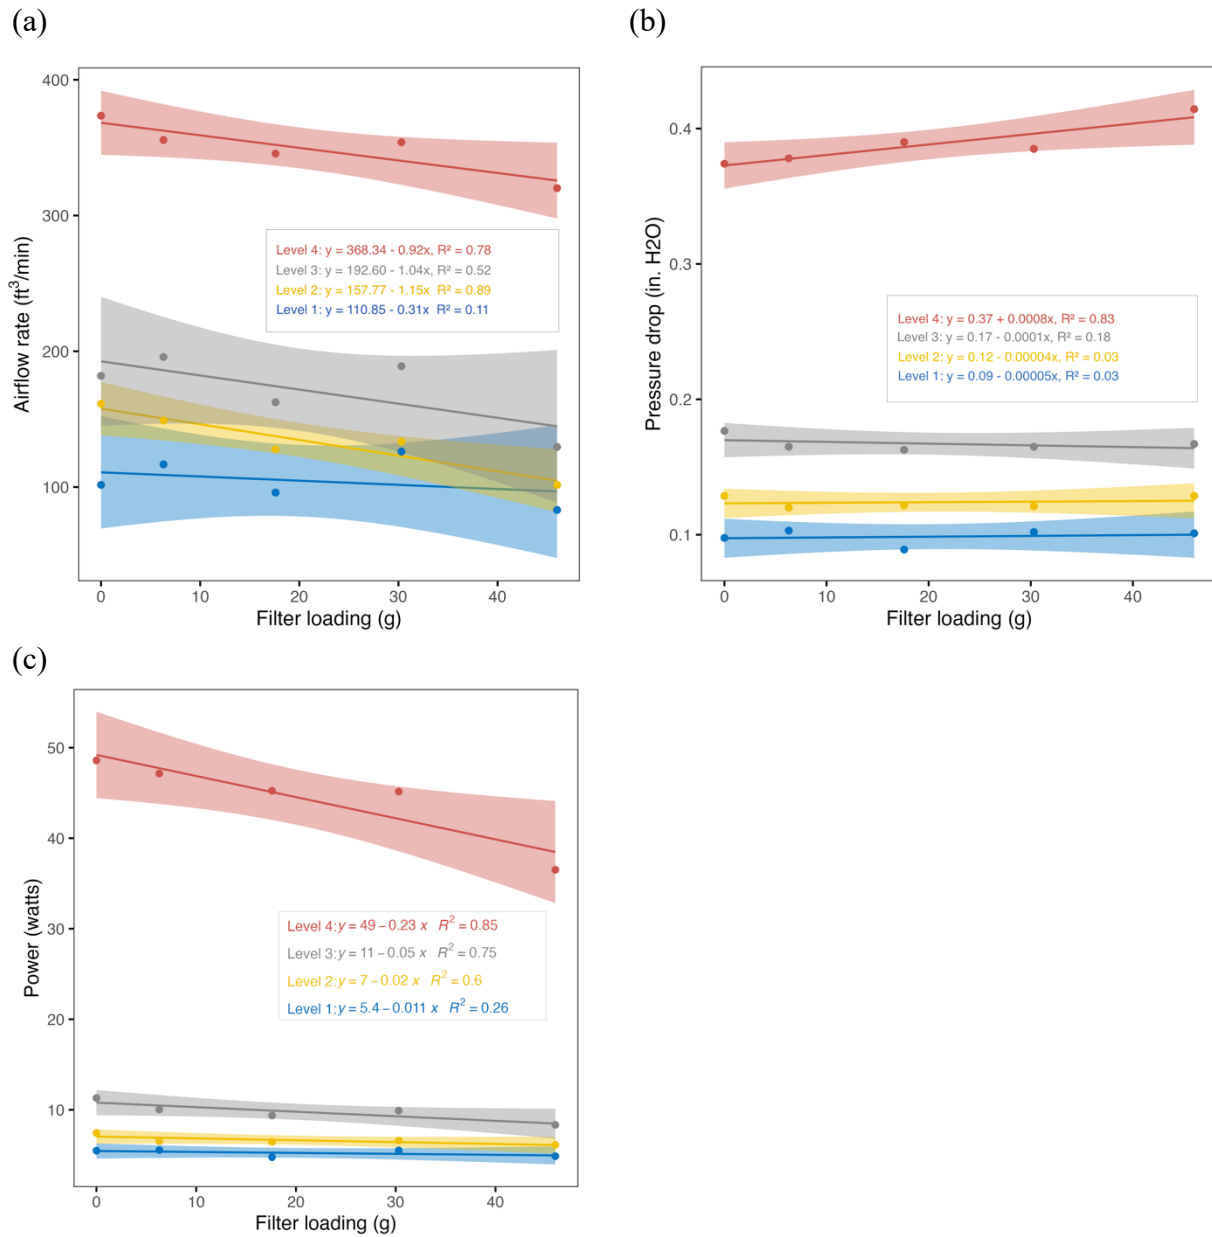 (a)
(b)
400
300
200
100
Airflow rate (ft³/min)
Level 4: y = 368.34 - 0.92x, R² = 0.78
Level 3: y = 192.60 - 1.04x, R² = 0.52
Level 2: y = 157.77 - 1.15x R² = 0.89
Level 1: y = 110.85 - 0.31x R² = 0.11
0 10 20 30 40
Filter loading (g)
0.4
0.3
0.2
0.1
Pressure drop (in. H2O)
Level 4: y = 0.37 + 0.0008x, R² = 0.83
Level 3: y = 0.17 - 0.0001x, R² = 0.18
Level 2: y = 0.12 - 0.00004x, R² = 0.03
Level 1: y = 0.09 - 0.00005x, R² = 0.03
0 10 20 30 40
Filter loading (g)
(c)
50
40
30
20
10
Power (watts)
Level 4: y = 49 − 0.23 x R² = 0.85
Level 3: y = 11 − 0.05 x R² = 0.75
Level 2: y = 7 − 0.02 x R² = 0.6
Level 1: y = 5.4 − 0.011 x R² = 0.26
0 10 20 30 40
Filter loading (g)